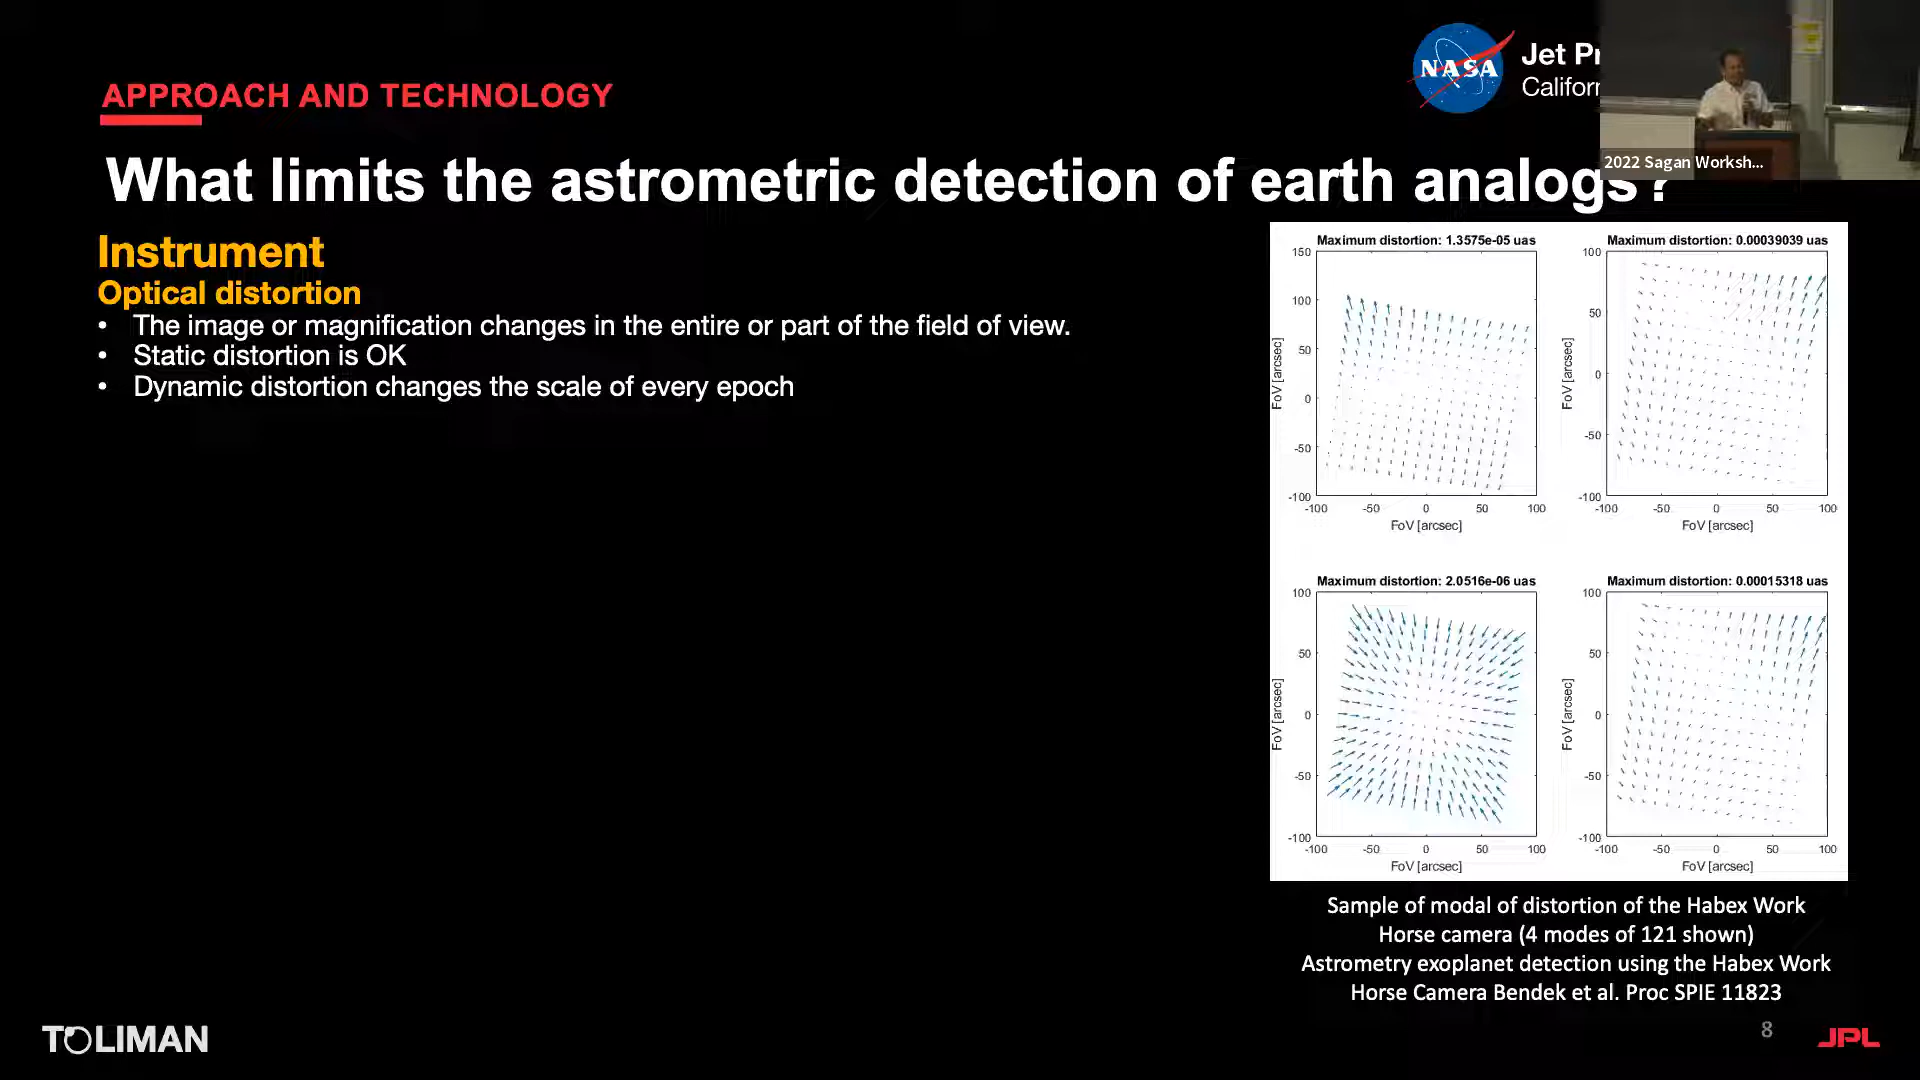 APPROACH AND TECHNOLOGY
NASA
Jet Pr
Califor
2022 Sagan Worksh...
What limits the astrometric detection of earth analogs?
Instrument
Optical distortion
• The image or magnification changes in the entire or part of the field of view.
• Static distortion is OK
• Dynamic distortion changes the scale of every epoch
Maximum distortion: 1.3575e-05 uas
150
100
50
0
-50
-100
FoV [arcsec]
-100 -50 0 50 100
FoV [arcsec]
Maximum distortion: 0.00039039 uas
100
50
0
-50
-100
FoV [arcsec]
-100 -50 0 50 100
FoV [arcsec]
Maximum distortion: 2.0516e-06 uas
100
50
0
-50
-100
FoV [arcsec]
-100 -50 0 50 100
FoV [arcsec]
Maximum distortion: 0.00015318 uas
100
50
0
-50
-100
FoV [arcsec]
-100 -50 0 50 100
FoV [arcsec]
Sample of modal of distortion of the Habex Work
Horse camera (4 modes of 121 shown)
Astrometry exoplanet detection using the Habex Work
Horse Camera Bendek et al. Proc SPIE 11823
TOLIMAN
8
JPL